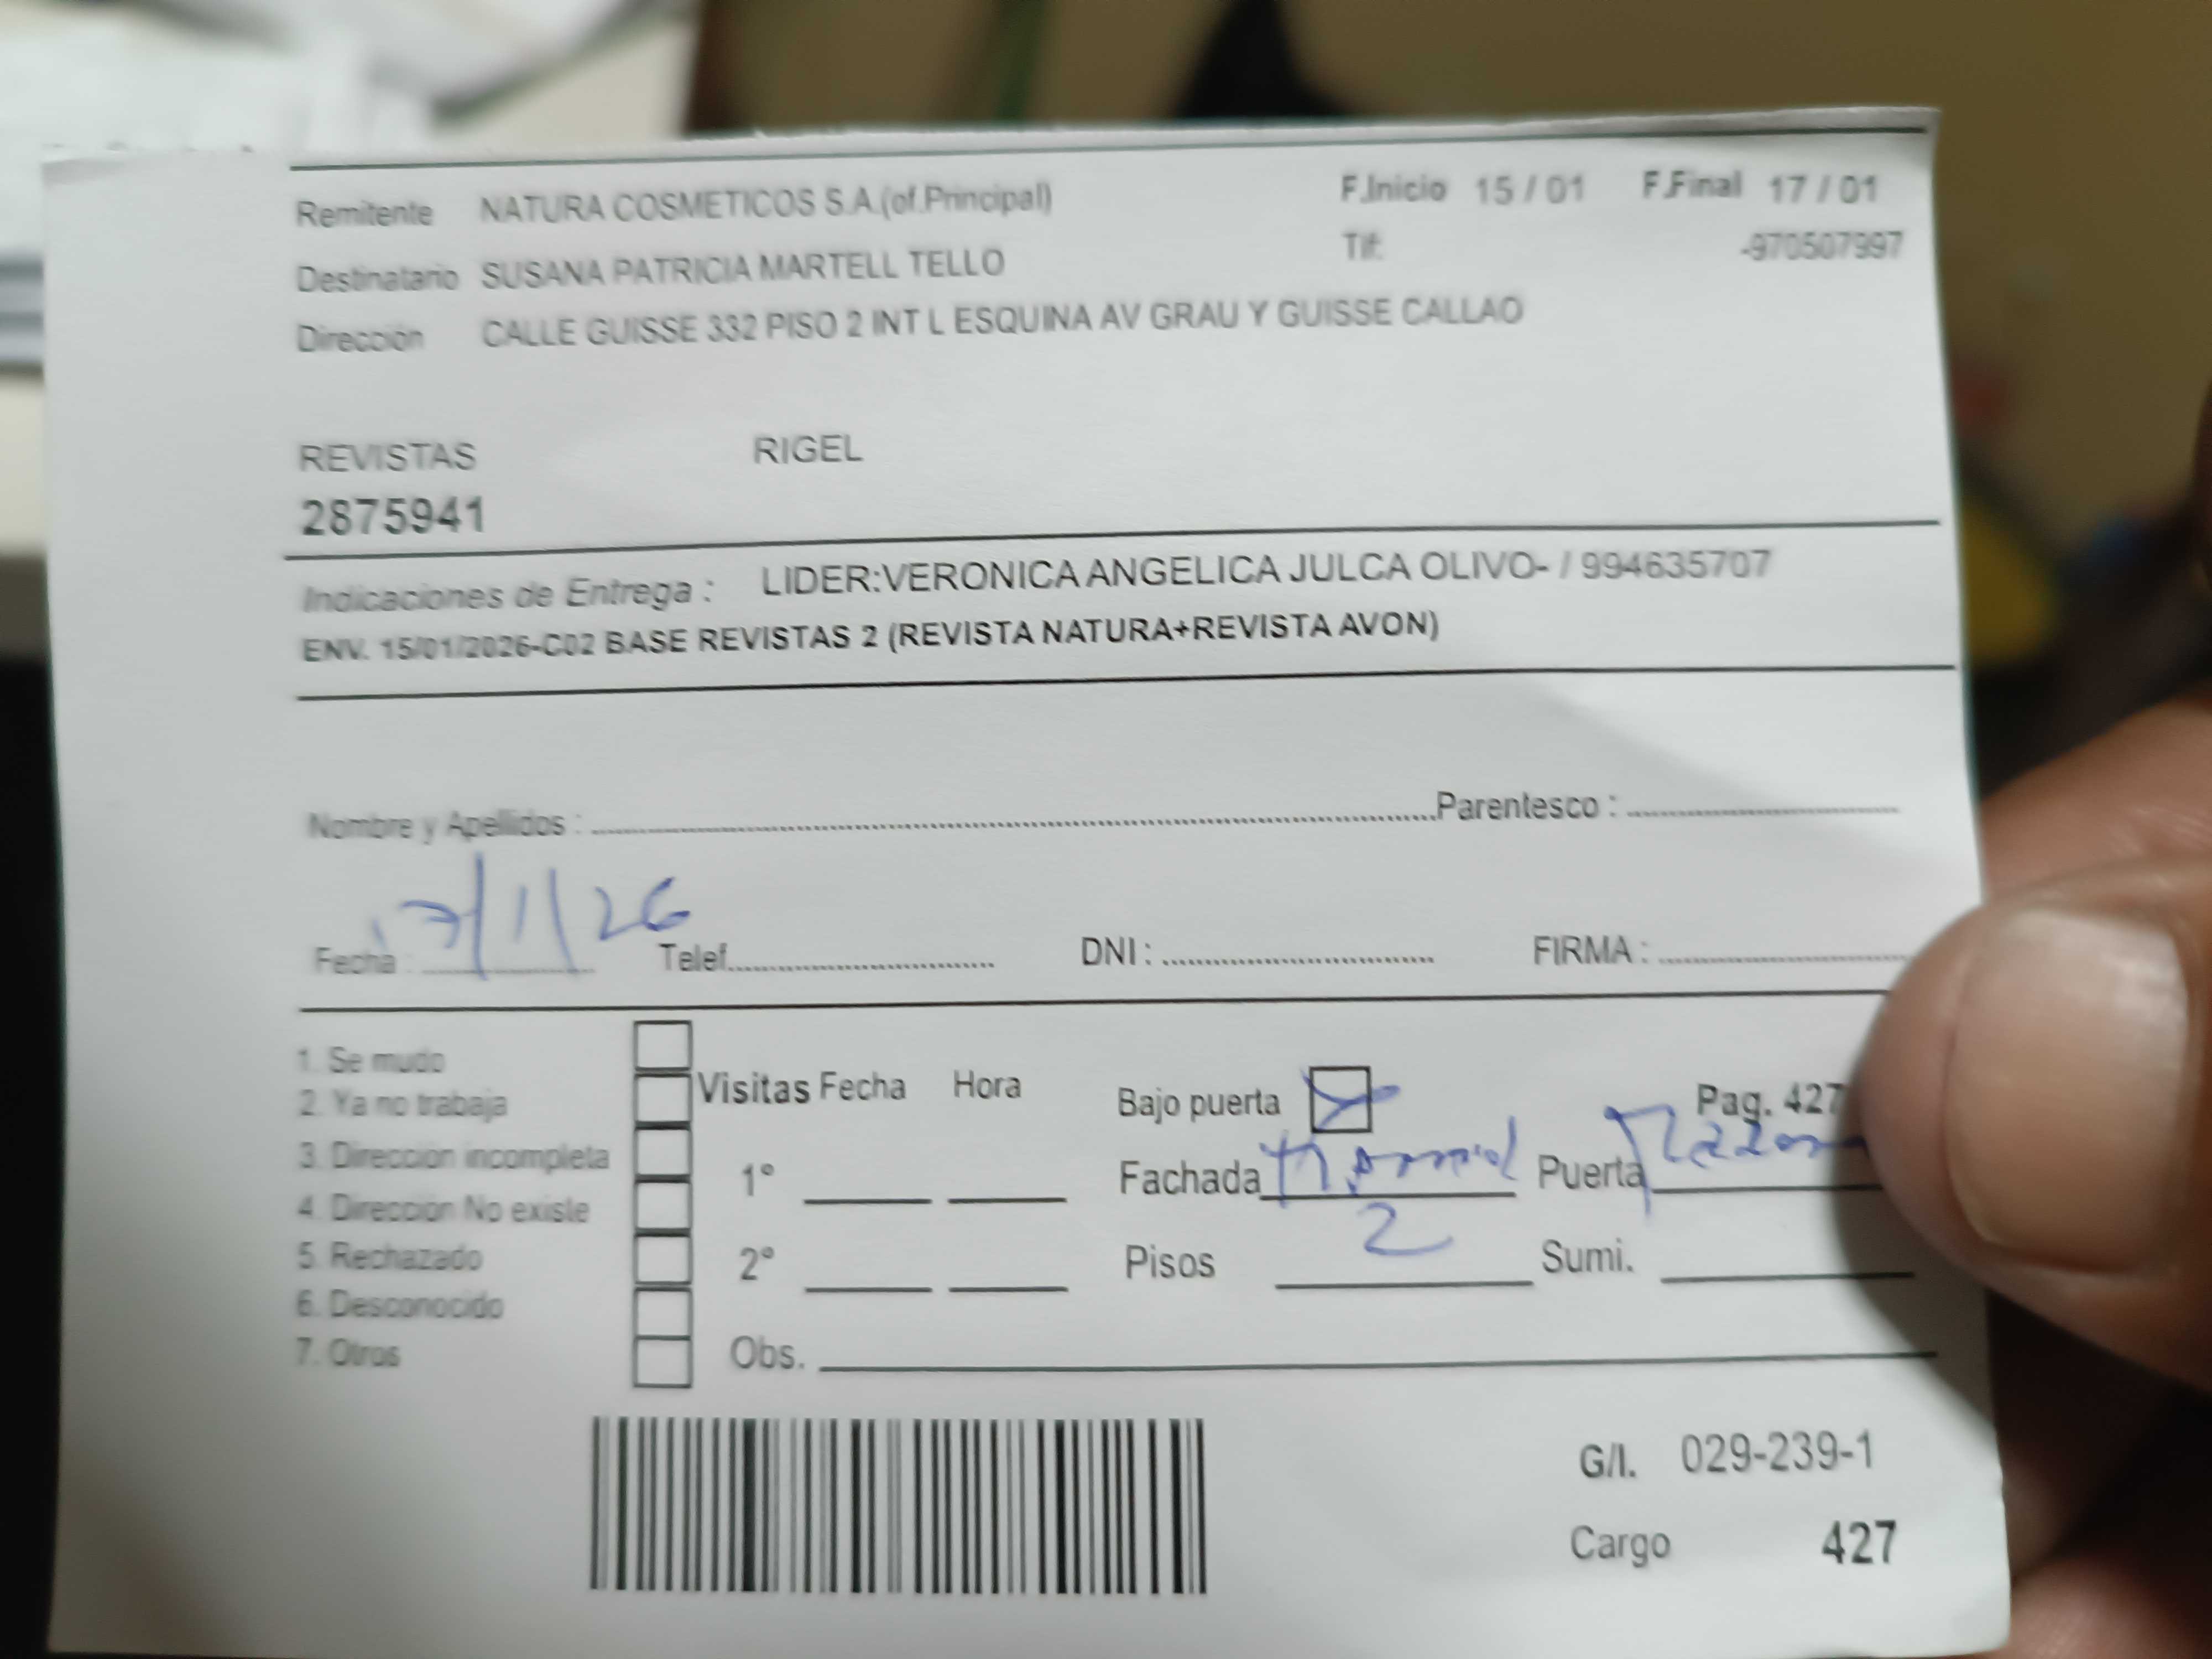 Remitente NATURA COSMETICOS S.A.(of.Principal) F.Inicio 15 / 01 F.Final 17 / 01
Destinatario SUSANA PATRICIA MARTELL TELLO Tlf: -970507997
Dirección CALLE GUISSE 332 PISO 2 INT L ESQUINA AV GRAU Y GUISSE CALLAO
REVISTAS RIGEL
2875941
Indicaciones de Entrega : LIDER:VERONICA ANGELICA JULCA OLIVO- / 994635707
ENV. 15/01/2026-C02 BASE REVISTAS 2 (REVISTA NATURA+REVISTA AVON)
Nombre y Apellidos : Parentesco :
Fecha : 17/1/26 Telef. DNI : FIRMA :
1. Se mudo
2. Ya no trabaja
3. Dirección incompleta
4. Dirección No existe
5. Rechazado
6. Desconocido
7. Otros
Visitas Fecha Hora
1°
2°
Obs.
Bajo puerta Pag. 427
Fachada Puerta
Pisos 2 Sumi.
G/I. 029-239-1
Cargo 427